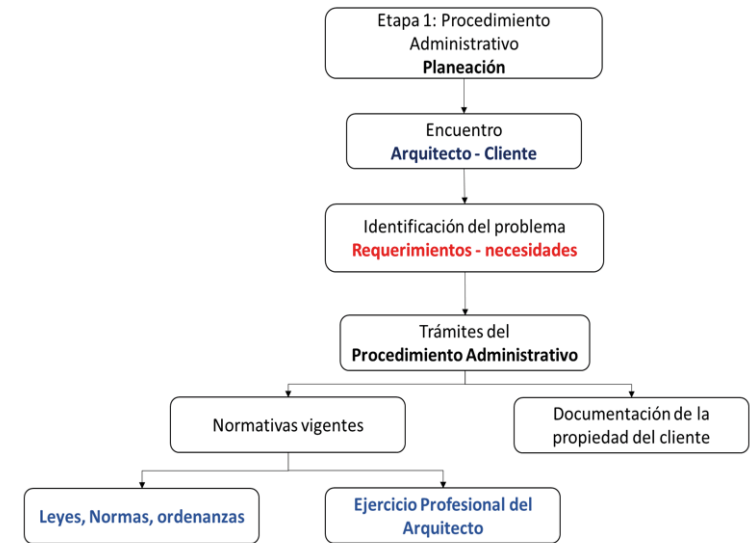 Etapa 1: Procedimiento
Administrativo
Planeación
Encuentro
Arquitecto - Cliente
Identificación del problema
Requerimientos - necesidades
Trámites del
Procedimiento Administrativo
Normativas vigentes
Documentación de la
propiedad del cliente
Leyes, Normas, ordenanzas
Ejercicio Profesional del
Arquitecto